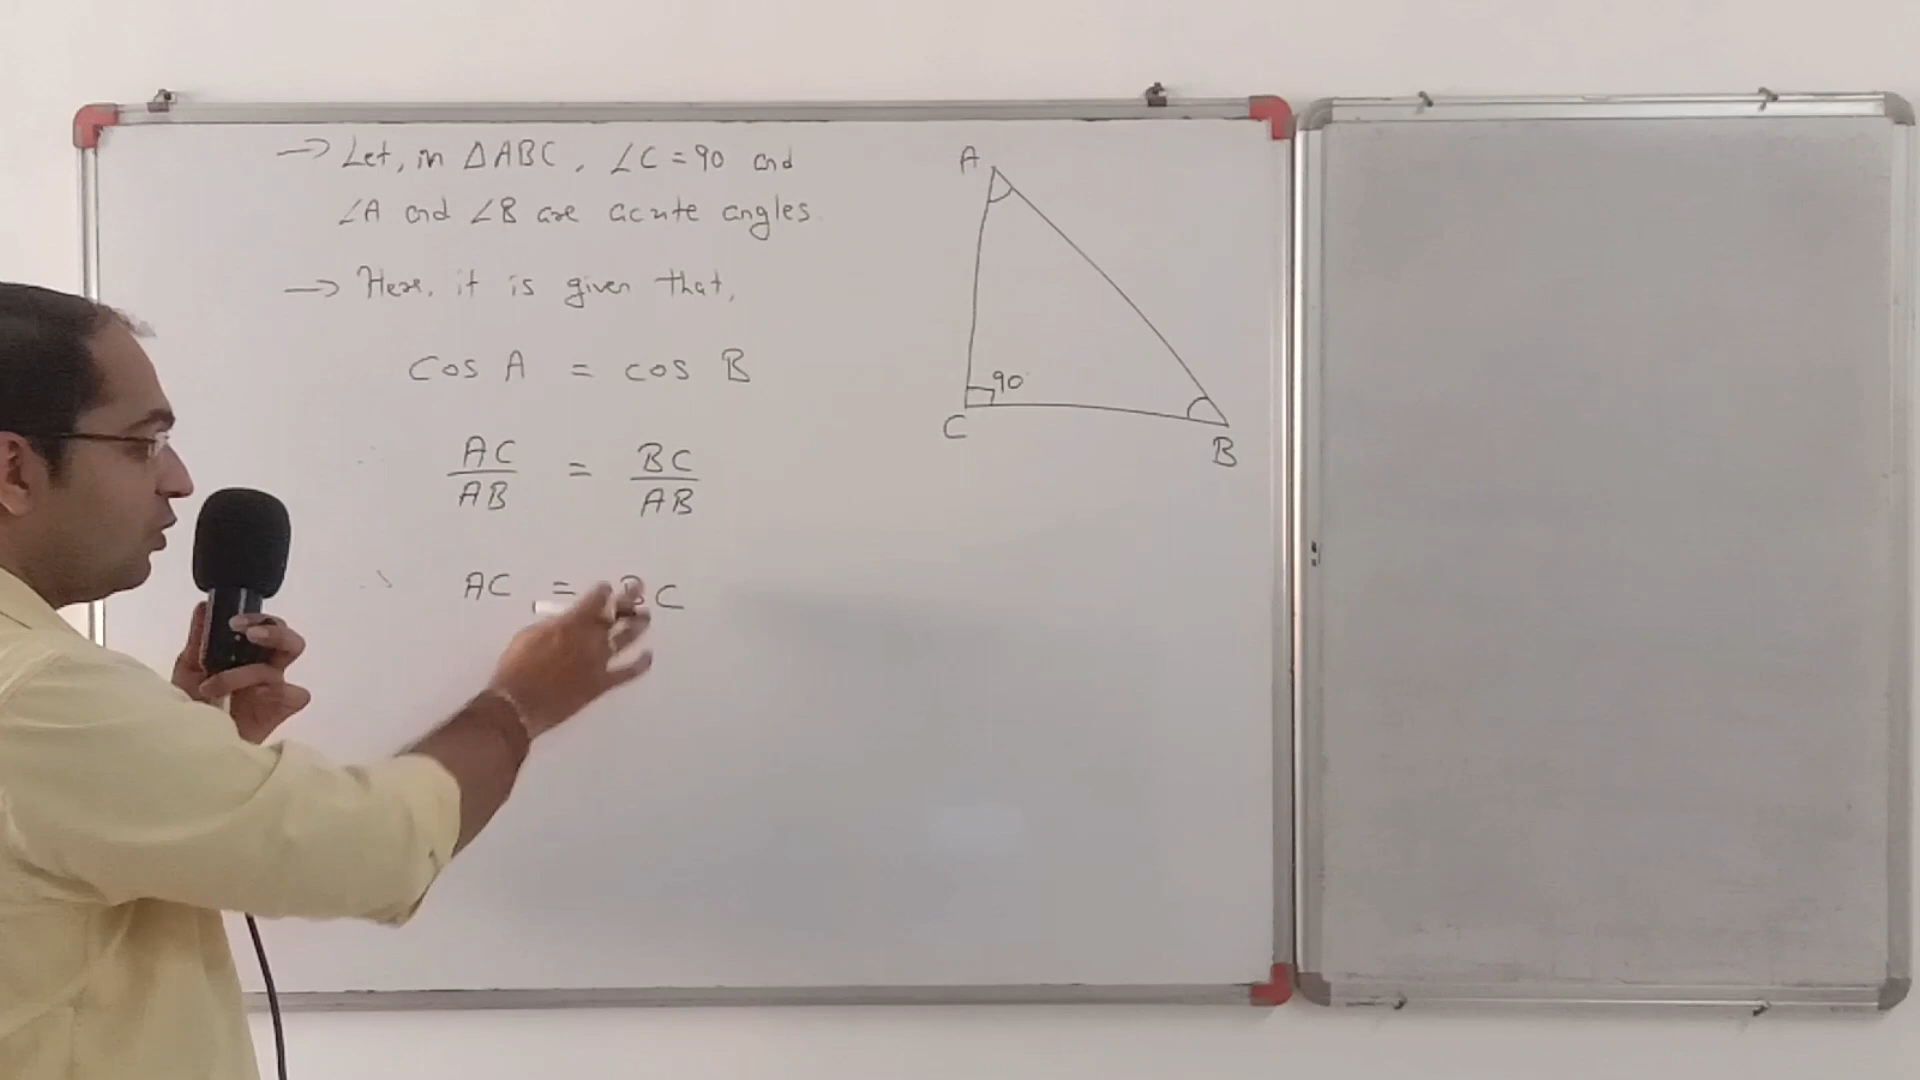 → Let, in △ABC, ∠C = 90 and
∠A and ∠B are acute angles
→ Here, it is given that,
cos A = cos B
AC/AB = BC/AB
∴ AC = BC
A
90
C
B